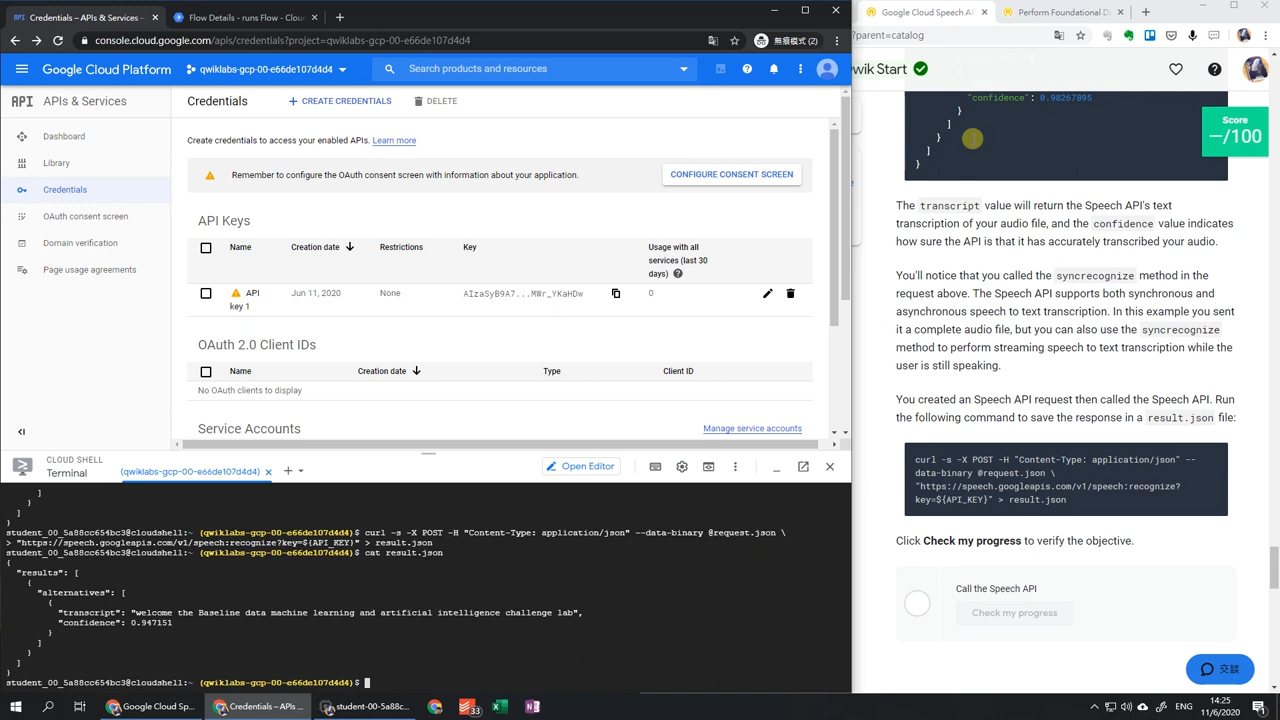 Credentials – APIs & Services
Flow Details - runs Flow - Clou
console.cloud.google.com/apis/credentials?project=qwiklabs-gcp-00-e66de107d4d4
無痕模式 (2)
Google Cloud Platform
qwiklabs-gcp-00-e66de107d4d4
Search products and resources
API APIs & Services
Credentials
CREATE CREDENTIALS
DELETE
Dashboard
Library
Credentials
OAuth consent screen
Domain verification
Page usage agreements
Create credentials to access your enabled APIs. Learn more
Remember to configure the OAuth consent screen with information about your application.
CONFIGURE CONSENT SCREEN
API Keys
Name
Creation date
Restrictions
Key
Usage with all
services (last 30
days)
API
key 1
Jun 11, 2020
None
AIzaSyB9A7...MWr_YKaHDw
0
OAuth 2.0 Client IDs
Name
Creation date
Type
Client ID
No OAuth clients to display
Service Accounts
Manage service accounts
CLOUD SHELL
Terminal
(qwiklabs-gcp-00-e66de107d4d4)
Open Editor
]
}
]
}
student_00_5a88cc654bc3@cloudshell:~ (qwiklabs-gcp-00-e66de107d4d4)$ curl -s -X POST -H "Content-Type: application/json" --data-binary @request.json \
> "https://speech.googleapis.com/v1/speech:recognize?key=${API_KEY}" > result.json
student_00_5a88cc654bc3@cloudshell:~ (qwiklabs-gcp-00-e66de107d4d4)$ cat result.json
{
"results": [
{
"alternatives": [
{
"transcript": "welcome the Baseline data machine learning and artificial intelligence challenge lab",
"confidence": 0.947151
}
]
}
]
}
student_00_5a88cc654bc3@cloudshell:~ (qwiklabs-gcp-00-e66de107d4d4)$
Google Cloud Speech AP
Perform Foundational D
?parent=catalog
wik Start
"confidence": 0.98267895
}
]
}
]
}
Score
—/100
The transcript value will return the Speech API's text
transcription of your audio file, and the confidence value indicates
how sure the API is that it has accurately transcribed your audio.
You'll notice that you called the syncrecognize method in the
request above. The Speech API supports both synchronous and
asynchronous speech to text transcription. In this example you sent
it a complete audio file, but you can also use the syncrecognize
method to perform streaming speech to text transcription while the
user is still speaking.
You created an Speech API request then called the Speech API. Run
the following command to save the response in a result.json file:
curl -s -X POST -H "Content-Type: application/json" --
data-binary @request.json \
"https://speech.googleapis.com/v1/speech:recognize?
key=${API_KEY}" > result.json
Click Check my progress to verify the objective.
Call the Speech API
Check my progress
交談
Google Cloud Sp...
Credentials – APIs ...
student-00-5a88c...
33
ENG
14:25
11/6/2020
1